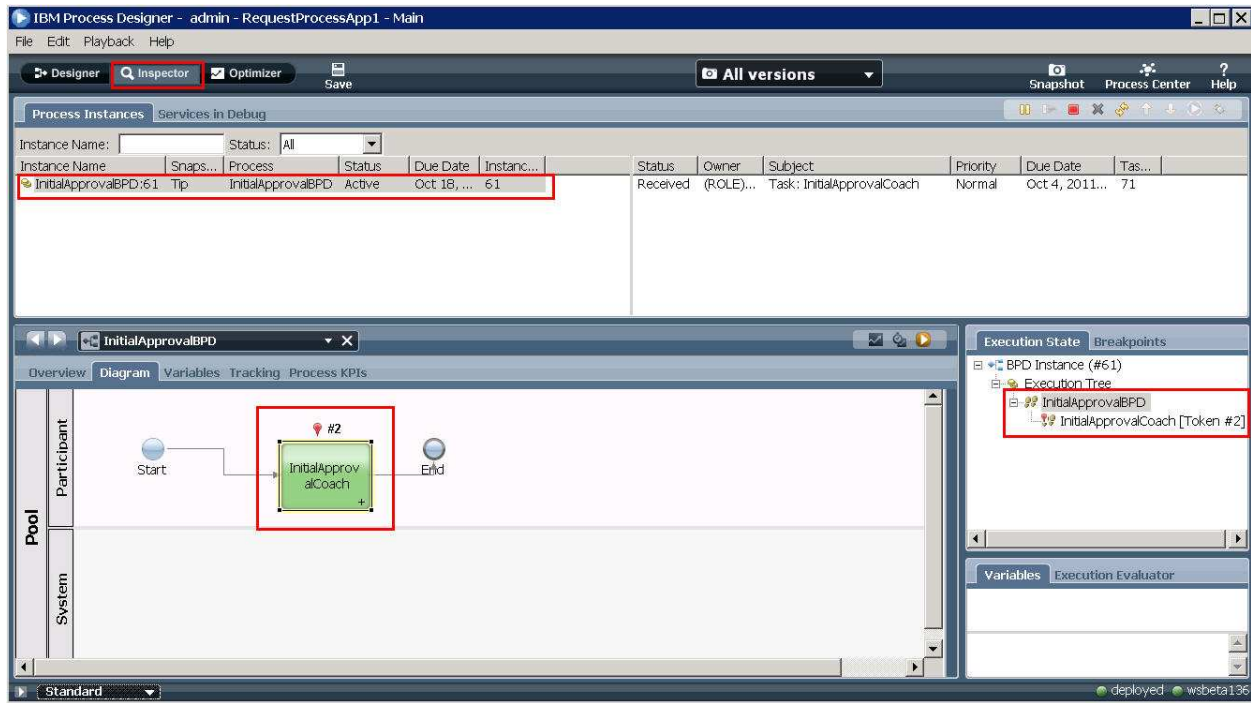 IBM Process Designer - admin - RequestProcessApp1 - Main
File Edit Playback Help
Designer Inspector Optimizer Save All versions Snapshot Process Center Help
Process Instances Services in Debug
Instance Name: Status: All
Instance Name Snaps... Process Status Due Date Instanc... Status Owner Subject Priority Due Date Tas...
InitialApprovalBPD:61 Tip InitialApprovalBPD Active Oct 18, ... 61 Received (ROLE)... Task: InitialApprovalCoach Normal Oct 4, 2011... 71
InitialApprovalBPD
Execution State Breakpoints
Overview Diagram Variables Tracking Process KPIs
BPD Instance (#61)
Execution Tree
InitialApprovalBPD
InitialApprovalCoach [Token #2]
Pool
Participant
#2
Start
InitialApprov
alCoach
+
End
System
Variables Execution Evaluator
Standard
deployed wsbeta136